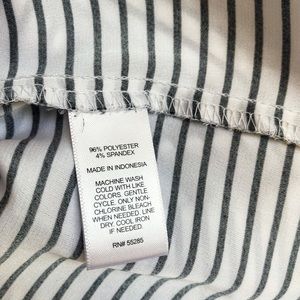 96% POLYESTER
4% SPANDEX
MADE IN INDONESIA
MACHINE WASH
COLD WITH LIKE
COLORS. GENTLE
CYCLE. ONLY NON-
CHLORINE BLEACH
WHEN NEEDED. LINE
DRY. COOL IRON
IF NEEDED.
RN# 55285